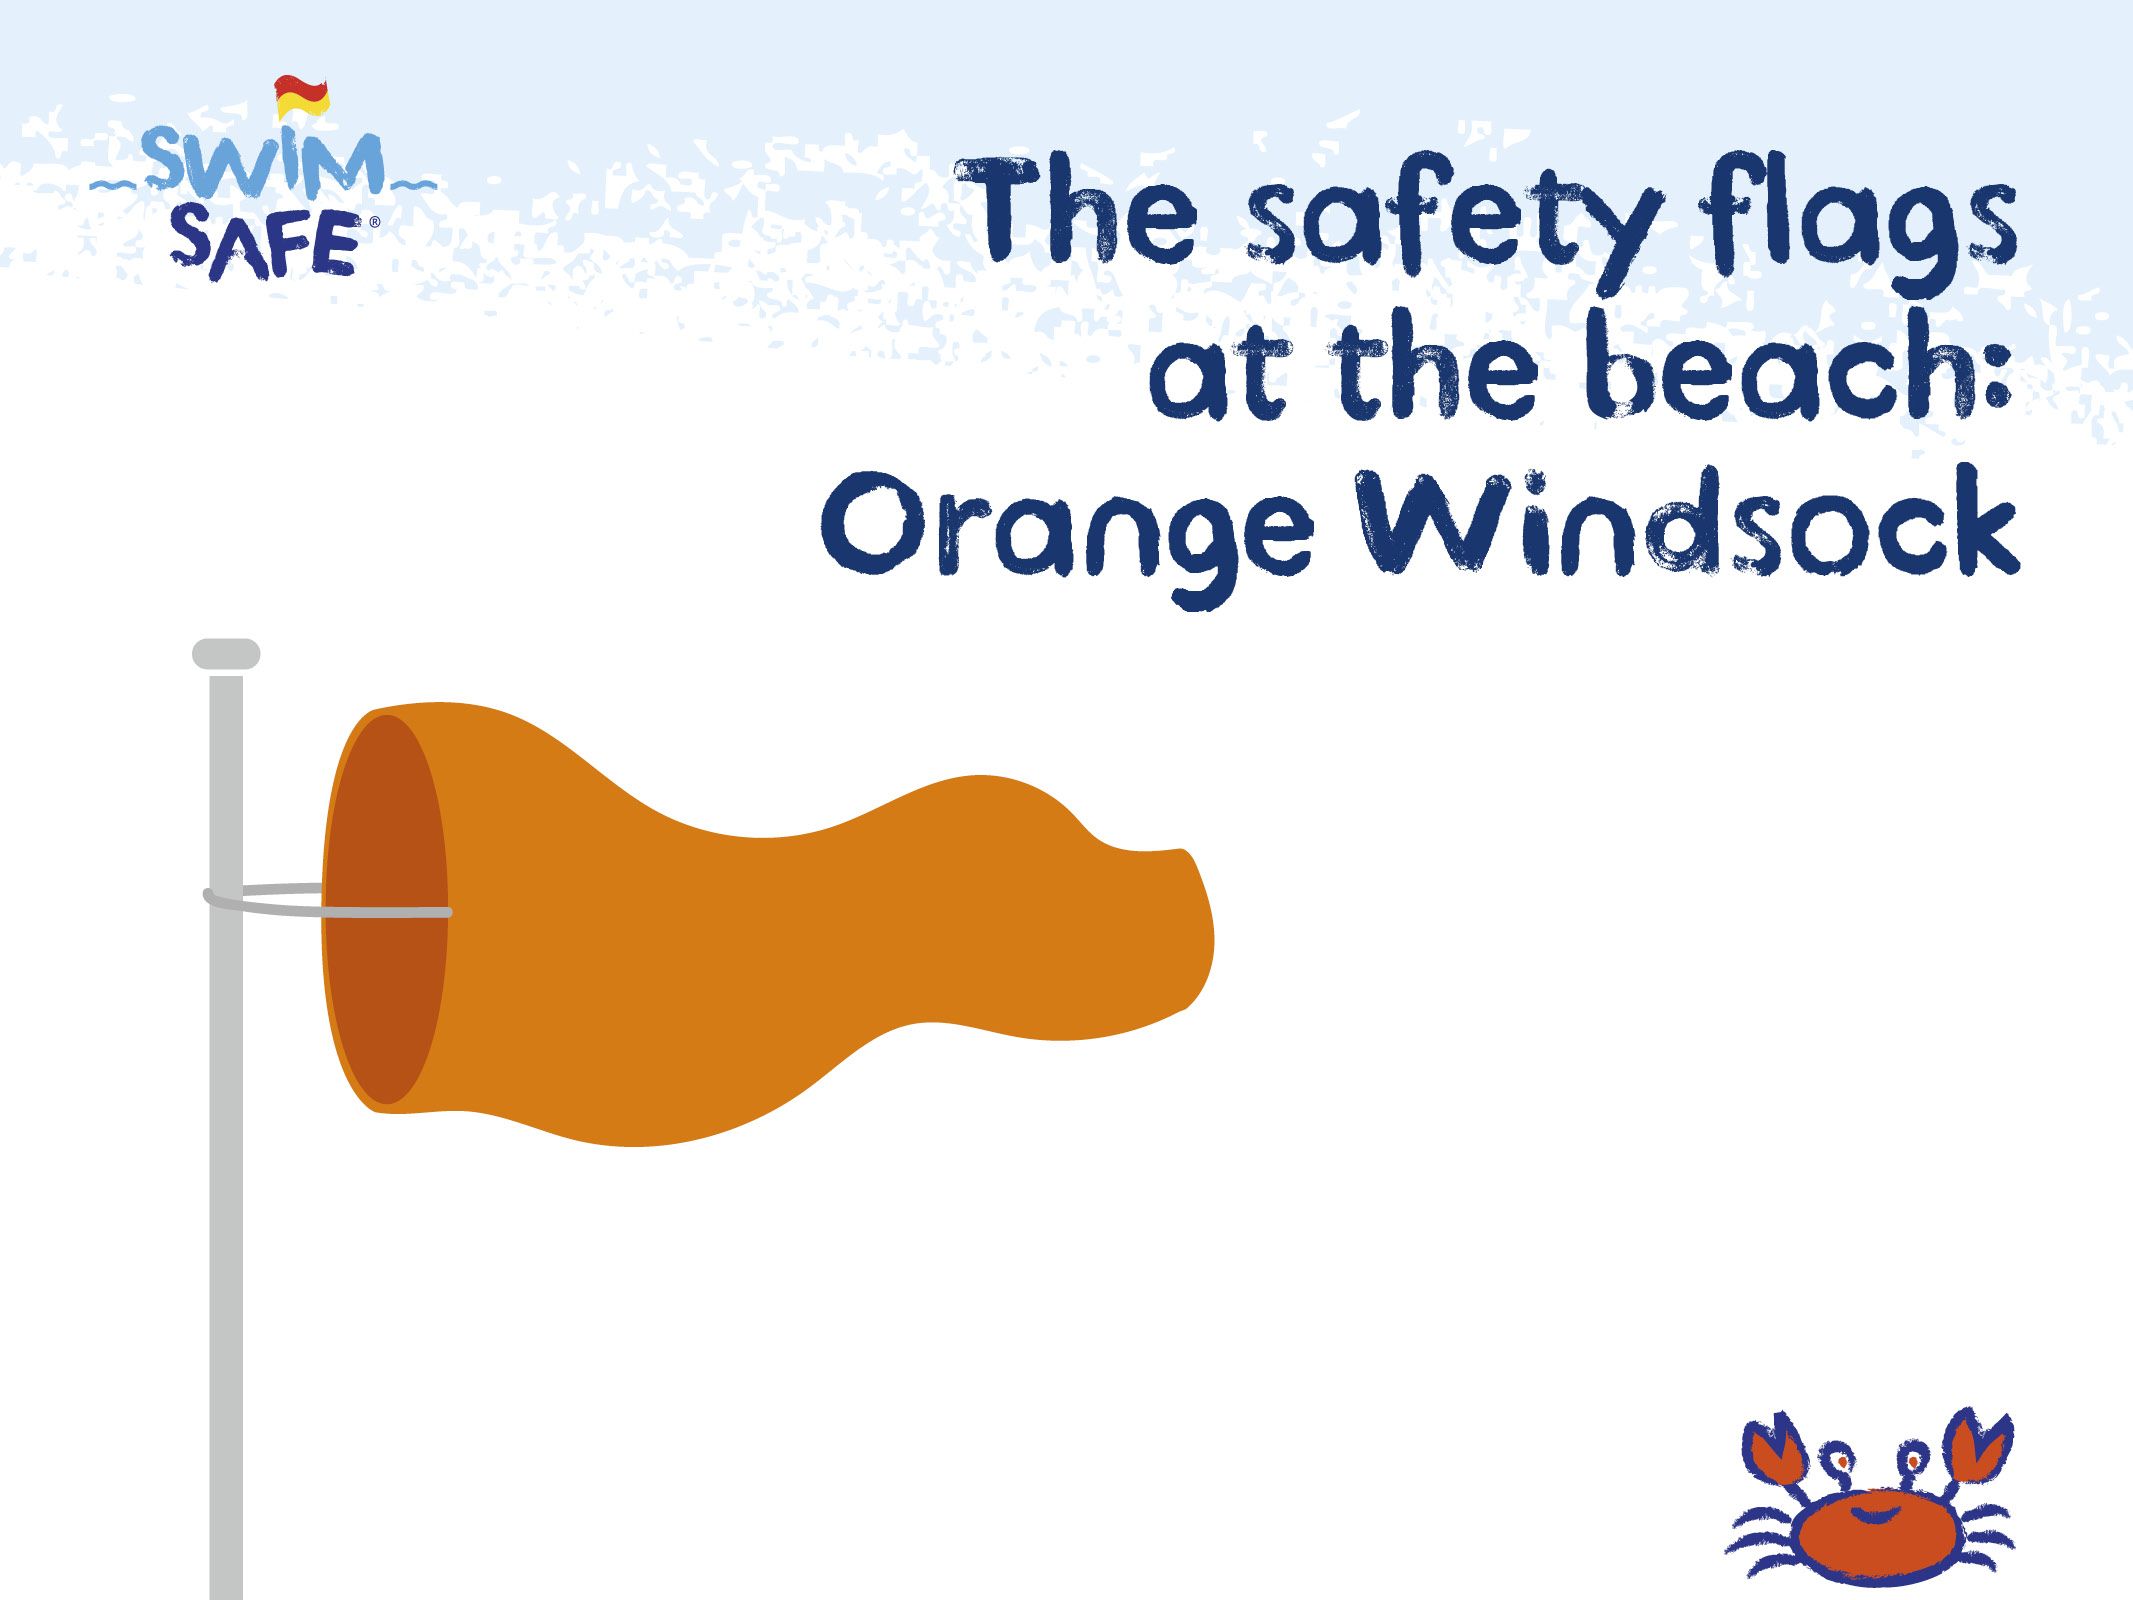 SWIM
SAFE®
The safety flags
at the beach:
Orange Windsock